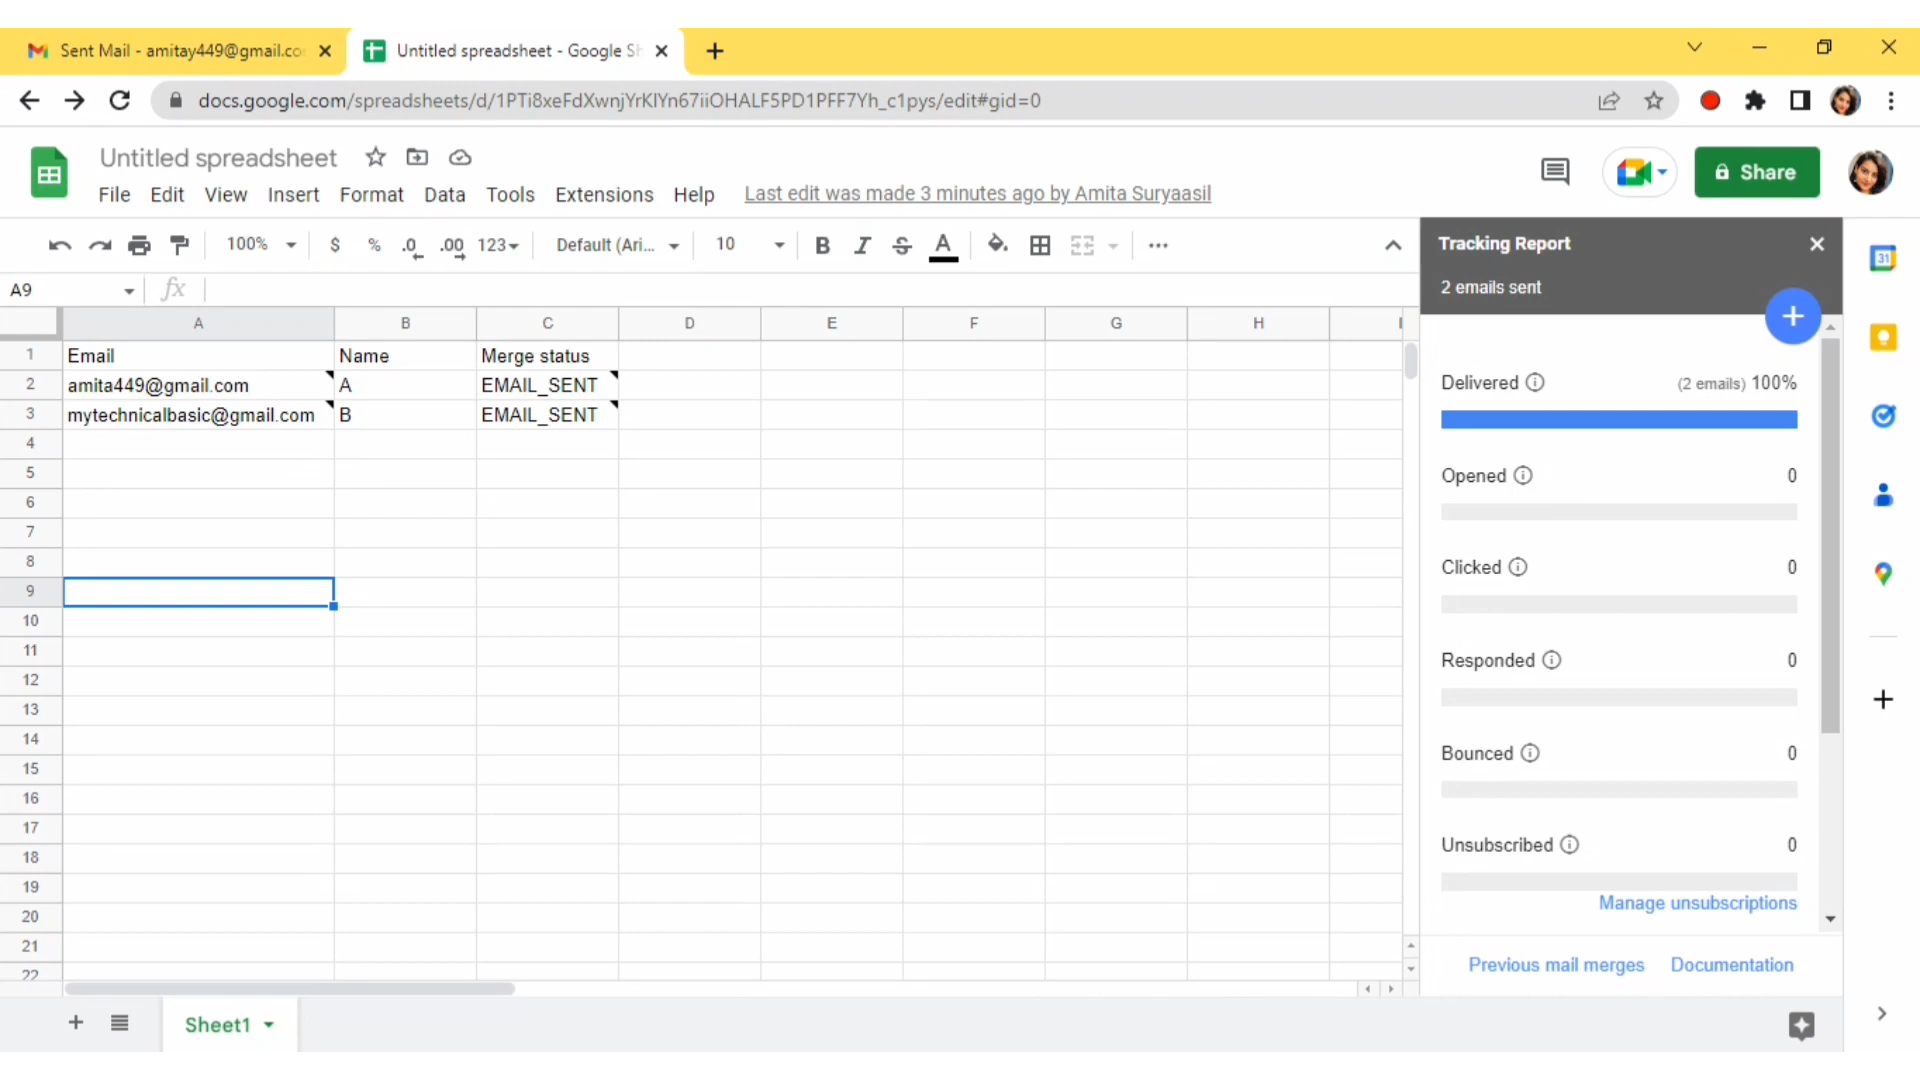 Sent Mail - amitay449@gmail.co
Untitled spreadsheet - Google Sh
docs.google.com/spreadsheets/d/1PTi8xeFdXwnjYrKlYn67iiOHALF5PD1PFF7Yh_c1pys/edit#gid=0
Untitled spreadsheet
File Edit View Insert Format Data Tools Extensions Help Last edit was made 3 minutes ago by Amita Suryaasil
Share
100% $ % .0 .00 123 Default (Ari... 10 B I S A
Tracking Report
2 emails sent
A9 fx
A B C D E F G H I
1 Email Name Merge status
2 amita449@gmail.com A EMAIL_SENT
3 mytechnicalbasic@gmail.com B EMAIL_SENT
4
5
6
7
8
9
10
11
12
13
14
15
16
17
18
19
20
21
22
Delivered (2 emails) 100%
Opened 0
Clicked 0
Responded 0
Bounced 0
Unsubscribed 0
Manage unsubscriptions
Previous mail merges Documentation
Sheet1
31